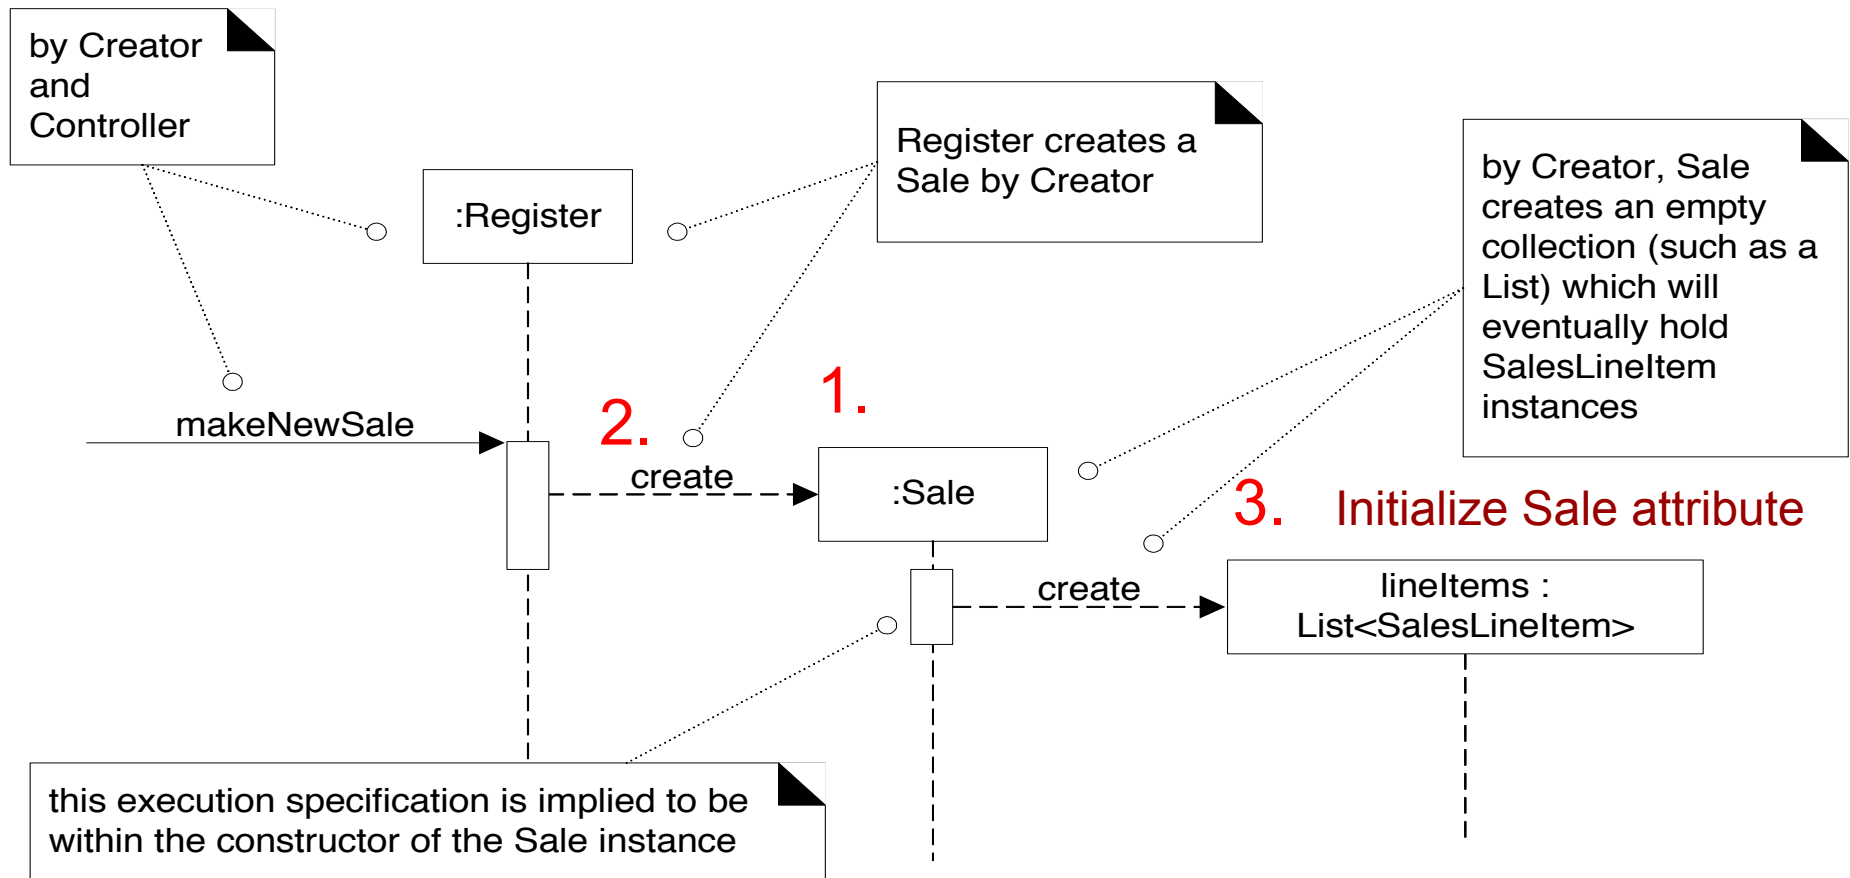 by Creator
and
Controller
Register creates a
Sale by Creator
by Creator, Sale
creates an empty
collection (such as a
List) which will
eventually hold
SalesLineItem
instances
:Register
makeNewSale
2.
1.
create
:Sale
3.
Initialize Sale attribute
create
lineItems :
List<SalesLineItem>
this execution specification is implied to be
within the constructor of the Sale instance